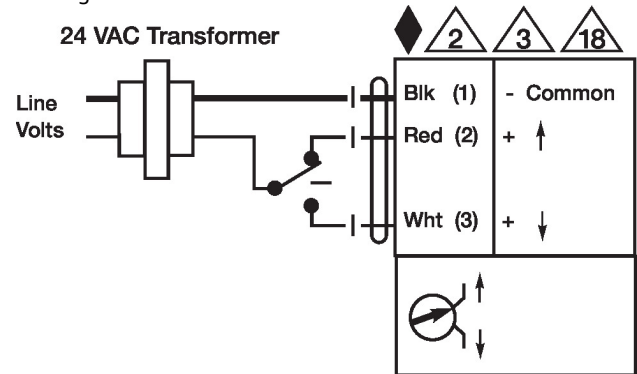 24 VAC Transformer
2 3 18
Line
Volts
Blk (1) - Common
Red (2) + ↑
Wht (3) + ↓